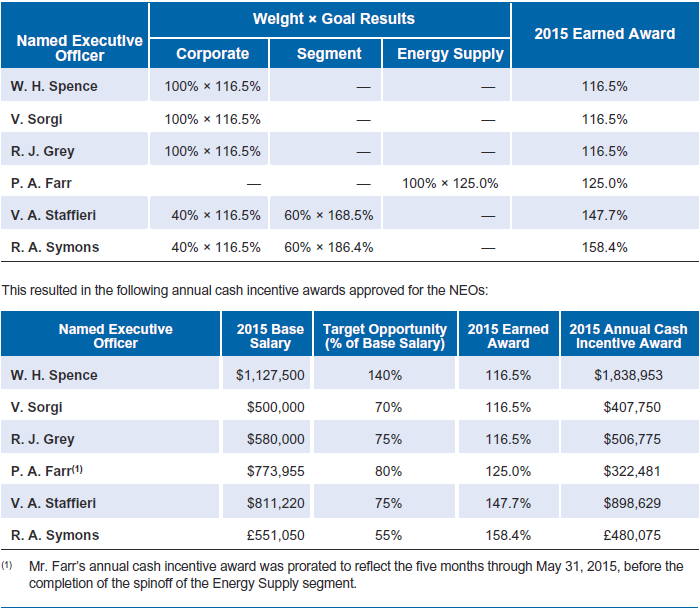 Weight × Goal Results
Named Executive Officer Corporate Segment Energy Supply 2015 Earned Award
W. H. Spence 100% × 116.5% — — 116.5%
V. Sorgi 100% × 116.5% — — 116.5%
R. J. Grey 100% × 116.5% — — 116.5%
P. A. Farr — — 100% × 125.0% 125.0%
V. A. Staffieri 40% × 116.5% 60% × 168.5% — 147.7%
R. A. Symons 40% × 116.5% 60% × 186.4% — 158.4%
This resulted in the following annual cash incentive awards approved for the NEOs:
Named Executive 2015 Base Target Opportunity 2015 Earned 2015 Annual Cash
Officer Salary (% of Base Salary) Award Incentive Award
W. H. Spence $1,127,500 140% 116.5% $1,838,953
V. Sorgi $500,000 70% 116.5% $407,750
R. J. Grey $580,000 75% 116.5% $506,775
P. A. Farr(1) $773,955 80% 125.0% $322,481
V. A. Staffieri $811,220 75% 147.7% $898,629
R. A. Symons £551,050 55% 158.4% £480,075
(1) Mr. Farr's annual cash incentive award was prorated to reflect the five months through May 31, 2015, before the
completion of the spinoff of the Energy Supply segment.